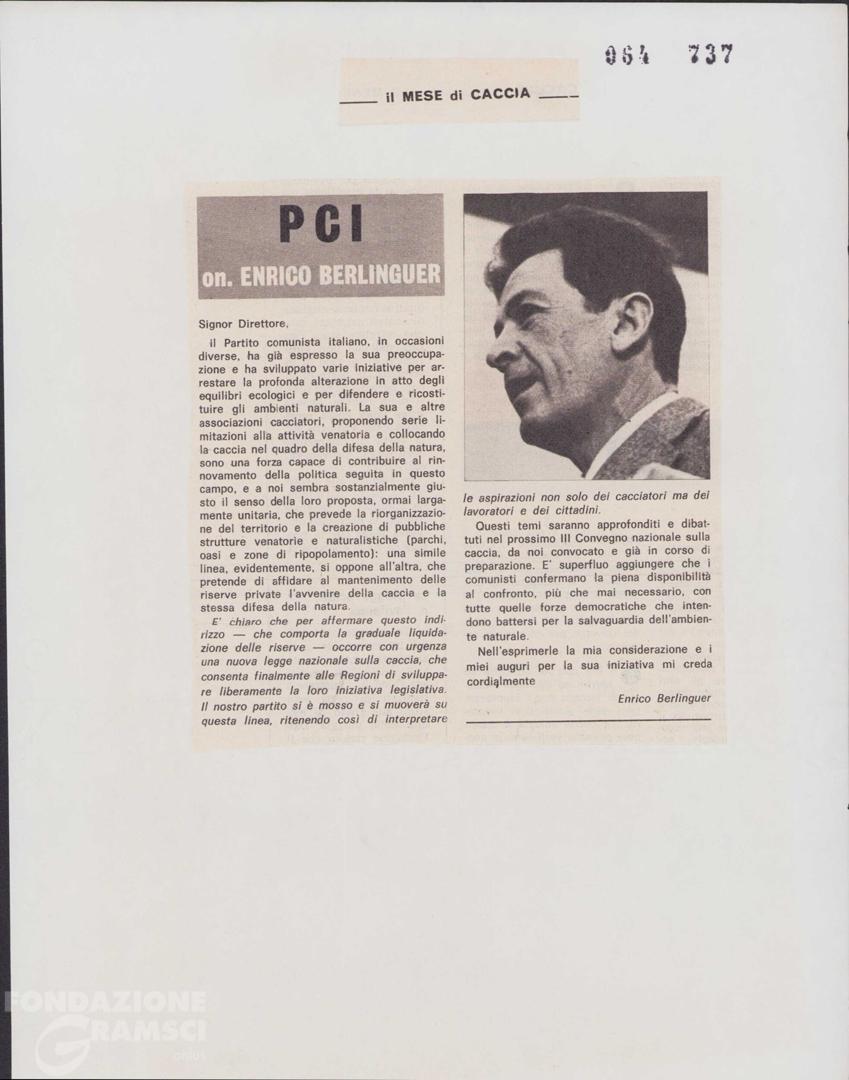 064 737
il MESE di CACCIA
PCI
on. ENRICO BERLINGUER
Signor Direttore,
il Partito comunista italiano, in occasioni
diverse, ha già espresso la sua preoccupa-
zione e ha sviluppato varie iniziative per ar-
restare la profonda alterazione in atto degli
equilibri ecologici e per difendere e ricosti-
tuire gli ambienti naturali. La sua e altre
associazioni cacciatori, proponendo serie li-
mitazioni alla attività venatoria e collocando
la caccia nel quadro della difesa della natura,
sono una forza capace di contribuire al rin-
novamento della politica seguita in questo
campo, e a noi sembra sostanzialmente giu-
sto il senso della loro proposta, ormai larga-
mente unitaria, che prevede la riorganizzazio-
ne del territorio e la creazione di pubbliche
strutture venatorie e naturalistiche (parchi,
oasi e zone di ripopolamento): una simile
linea, evidentemente, si oppone all'altra, che
pretende di affidare al mantenimento delle
riserve private l'avvenire della caccia e la
stessa difesa della natura.
E' chiaro che per affermare questo indi-
rizzo — che comporta la graduale liquida-
zione delle riserve — occorre con urgenza
una nuova legge nazionale sulla caccia, che
consenta finalmente alle Regioni di sviluppa-
re liberamente la loro iniziativa legislativa.
Il nostro partito si è mosso e si muoverà su
questa linea, ritenendo così di interpretare
le aspirazioni non solo dei cacciatori ma dei
lavoratori e dei cittadini.
Questi temi saranno approfonditi e dibat-
tuti nel prossimo III Convegno nazionale sulla
caccia, da noi convocato e già in corso di
preparazione. E' superfluo aggiungere che i
comunisti confermano la piena disponibilità
al confronto, più che mai necessario, con
tutte quelle forze democratiche che inten-
dono battersi per la salvaguardia dell'ambien-
te naturale.
Nell'esprimerle la mia considerazione e i
miei auguri per la sua iniziativa mi creda
cordialmente
Enrico Berlinguer
FONDAZIONE
GRAMSCI
onlus